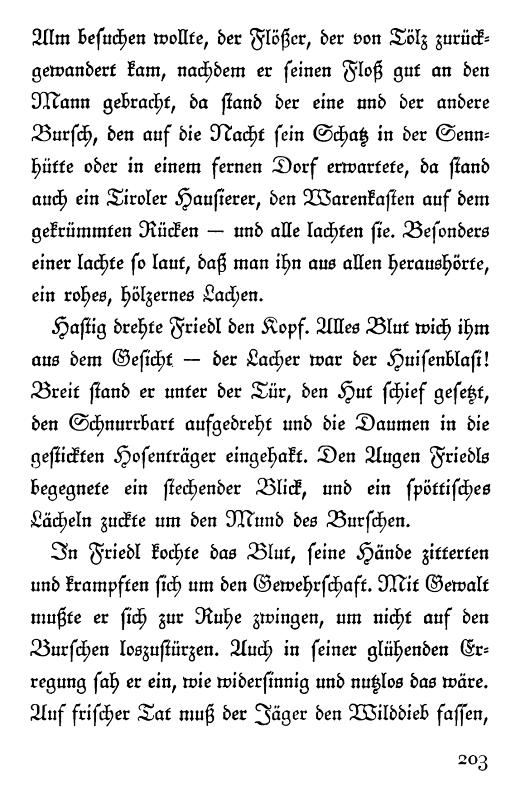 Alm besuchen wollte, der Flößer, der von Tölz zurück-
gewandert kam, nachdem er seinen Floß gut an den
Mann gebracht, da stand der eine und der andere
Bursch, den auf die Nacht sein Schatz in der Senn-
hütte oder in einem fernen Dorf erwartete, da stand
auch ein Tiroler Hausierer, den Warenkasten auf dem
gekrümmten Rücken — und alle lachten sie. Besonders
einer lachte so laut, daß man ihn aus allen heraushörte,
ein rohes, hölzernes Lachen.
Hastig drehte Friedl den Kopf. Alles Blut wich ihm
aus dem Gesicht — der Lacher war der Huisenblasi!
Breit stand er unter der Tür, den Hut schief gesetzt,
den Schnurrbart aufgedreht und die Daumen in die
gestickten Hosenträger eingehakt. Den Augen Friedls
begegnete ein stechender Blick, und ein spöttisches
Lächeln zuckte um den Mund des Burschen.
In Friedl kochte das Blut, seine Hände zitterten
und krampften sich um den Gewehrschaft. Mit Gewalt
mußte er sich zur Ruhe zwingen, um nicht auf den
Burschen loszustürzen. Auch in seiner glühenden Er-
regung sah er ein, wie widersinnig und nutzlos das wäre.
Auf frischer Tat muß der Jäger den Wilddieb fassen,
203